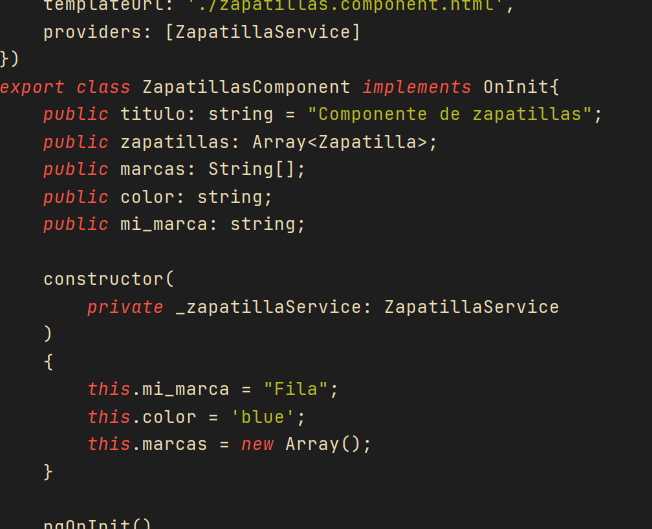 templateUrl: './zapatillas.component.html',
providers: [ZapatillaService]
})
export class ZapatillasComponent implements OnInit{
public titulo: string = "Componente de zapatillas";
public zapatillas: Array<Zapatilla>;
public marcas: String[];
public color: string;
public mi_marca: string;
constructor(
private _zapatillaService: ZapatillaService
)
{
this.mi_marca = "Fila";
this.color = 'blue';
this.marcas = new Array();
}
ngOnInit()